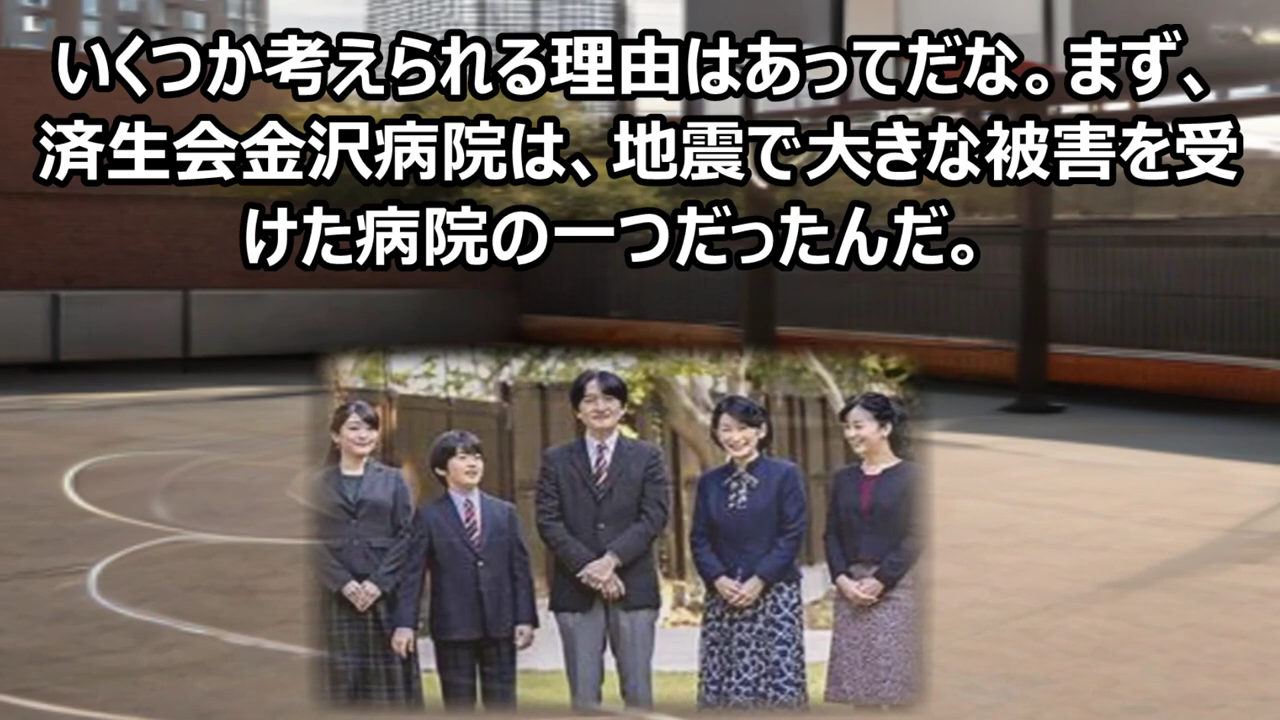 いくつか考えられる理由はあってだな。まず、
済生会金沢病院は、地震で大きな被害を受
けた病院の一つだったんだ。